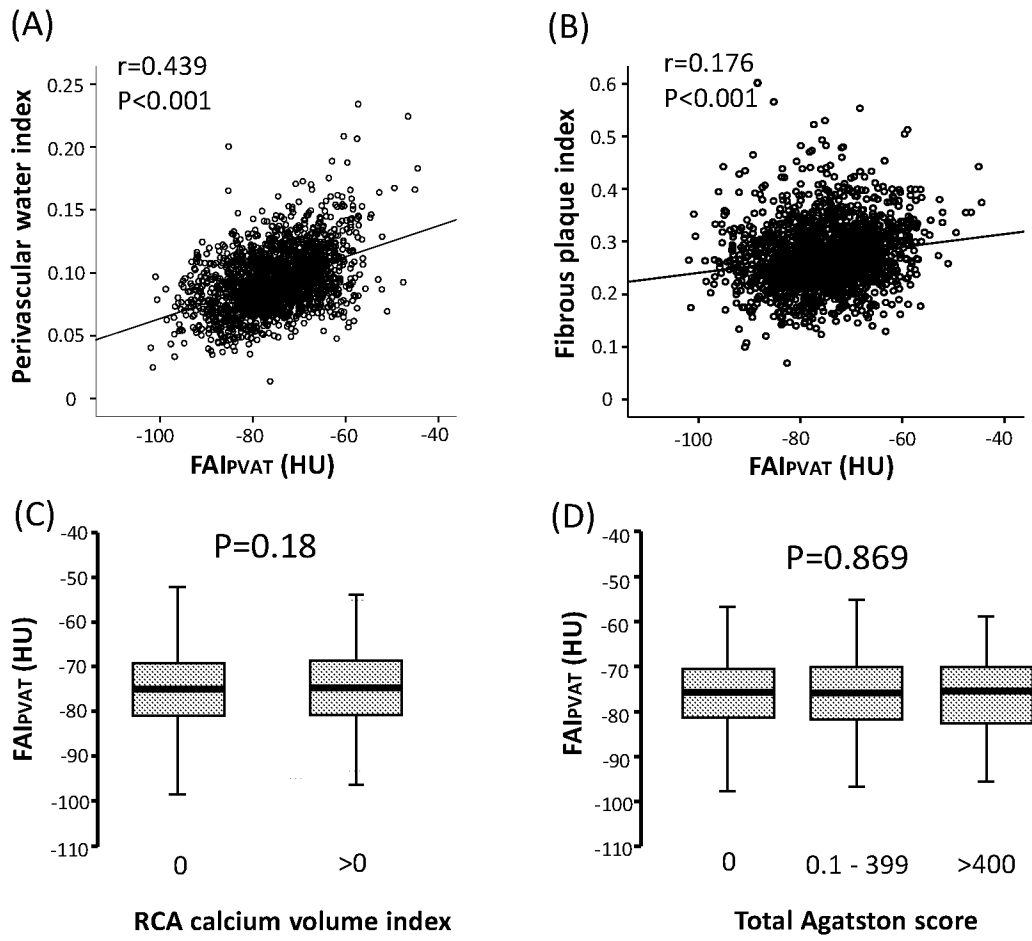 (A)
r=0.439
P<0.001
Perivascular water index
0.25
0.20
0.15
0.10
0.05
0
-100
-80
-60
-40
FAIPVAT (HU)
(B)
r=0.176
P<0.001
Fibrous plaque index
0.6
0.5
0.4
0.3
0.2
0.1
0
-100
-80
-60
-40
FAIPVAT (HU)
(C)
P=0.18
FAIPVAT (HU)
-40
-50
-60
-70
-80
-90
-100
-110
0
>0
RCA calcium volume index
(D)
P=0.869
FAIPVAT (HU)
-40
-50
-60
-70
-80
-90
-100
-110
0
0.1 - 399
>400
Total Agatston score